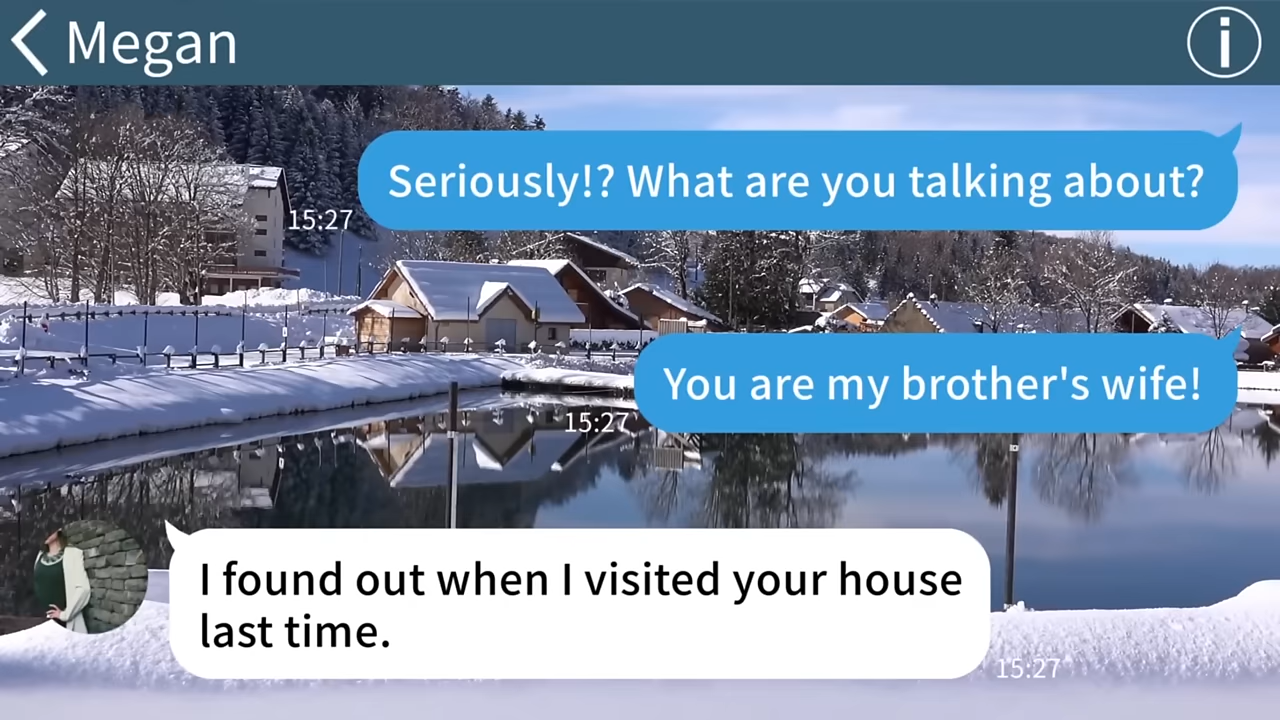 Megan
Seriously!? What are you talking about?
15:27
You are my brother's wife!
15:27
I found out when I visited your house
last time.
15:27